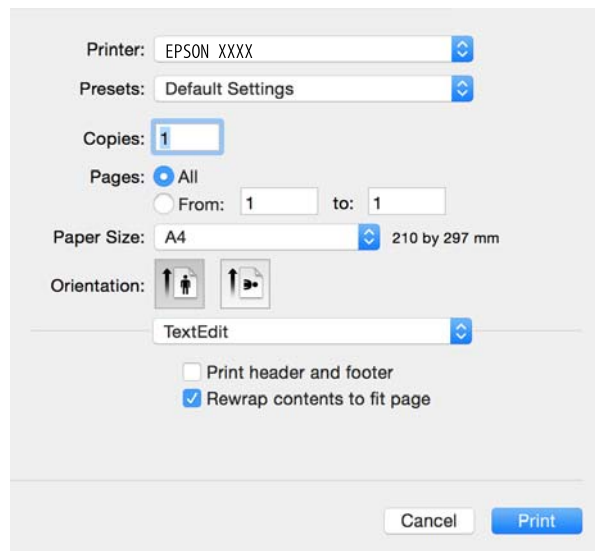 Printer: EPSON XXXX
Presets: Default Settings
Copies: 1
Pages: All
From: 1 to: 1
Paper Size: A4 210 by 297 mm
Orientation:
TextEdit
Print header and footer
Rewrap contents to fit page
Cancel Print